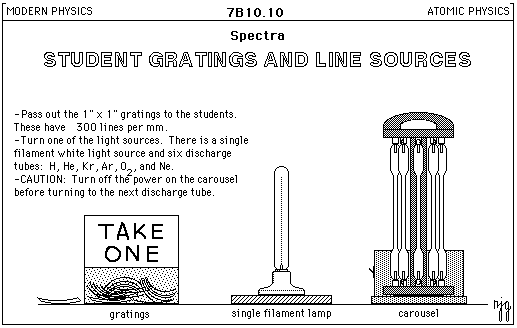 MODERN PHYSICS 7B10.10 ATOMIC PHYSICS
Spectra
STUDENT GRATINGS AND LINE SOURCES
-Pass out the 1" x 1" gratings to the students.
These have 300 lines per mm.
-Turn one of the light sources. There is a single
filament white light source and six discharge
tubes: H, He, Kr, Ar, O2, and Ne.
-CAUTION: Turn off the power on the carousel
before turning to the next discharge tube.
TAKE
ONE
gratings single filament lamp carousel
njg